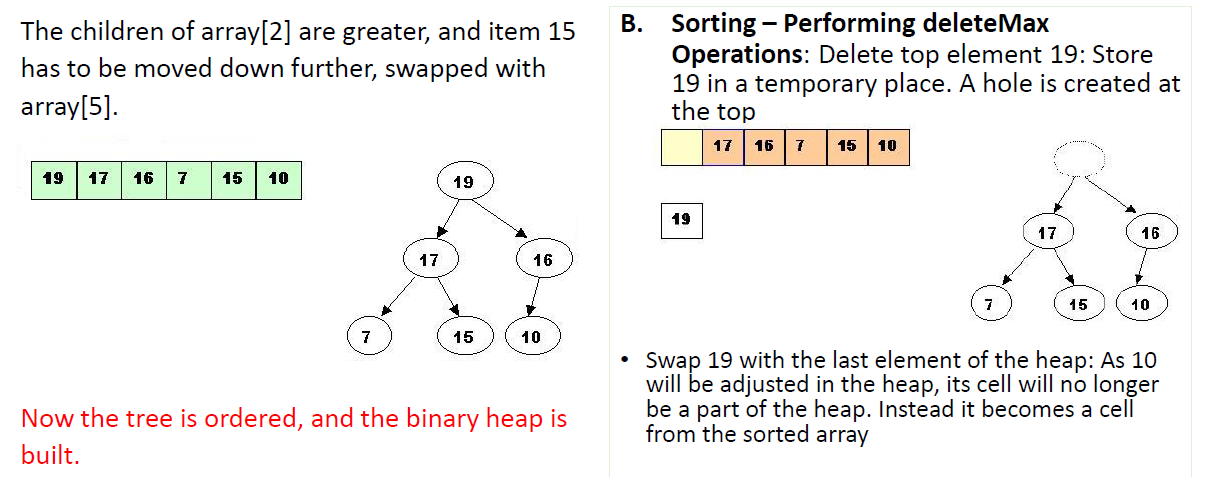 The children of array[2] are greater, and item 15
has to be moved down further, swapped with
array[5].
19 17 16 7 15 10
19
17 16
7 15 10
Now the tree is ordered, and the binary heap is
built.
B. Sorting – Performing deleteMax
Operations: Delete top element 19: Store
19 in a temporary place. A hole is created at
the top
17 16 7 15 10
19
17 16
7 15 10
• Swap 19 with the last element of the heap: As 10
will be adjusted in the heap, its cell will no longer
be a part of the heap. Instead it becomes a cell
from the sorted array